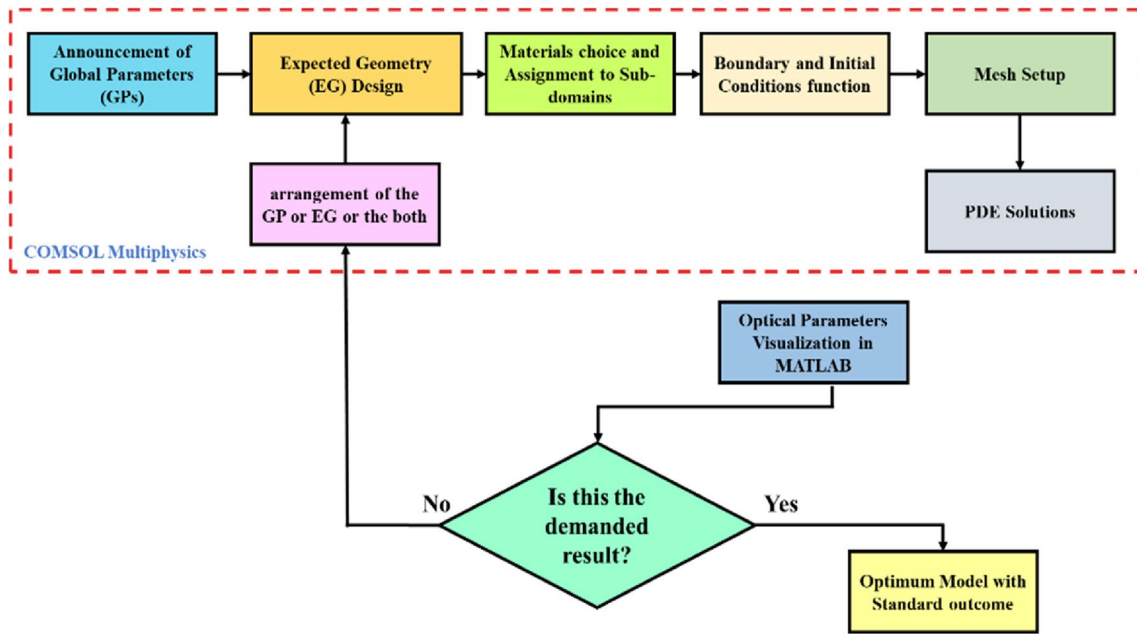 Announcement of
Global Parameters
(GPs)
Expected Geometry
(EG) Design
Materials choice and
Assignment to Sub-
domains
Boundary and Initial
Conditions function
Mesh Setup
arrangement of the
GP or EG or the both
PDE Solutions
COMSOL Multiphysics
Optical Parameters
Visualization in
MATLAB
No
Is this the
demanded
result?
Yes
Optimum Model with
Standard outcome